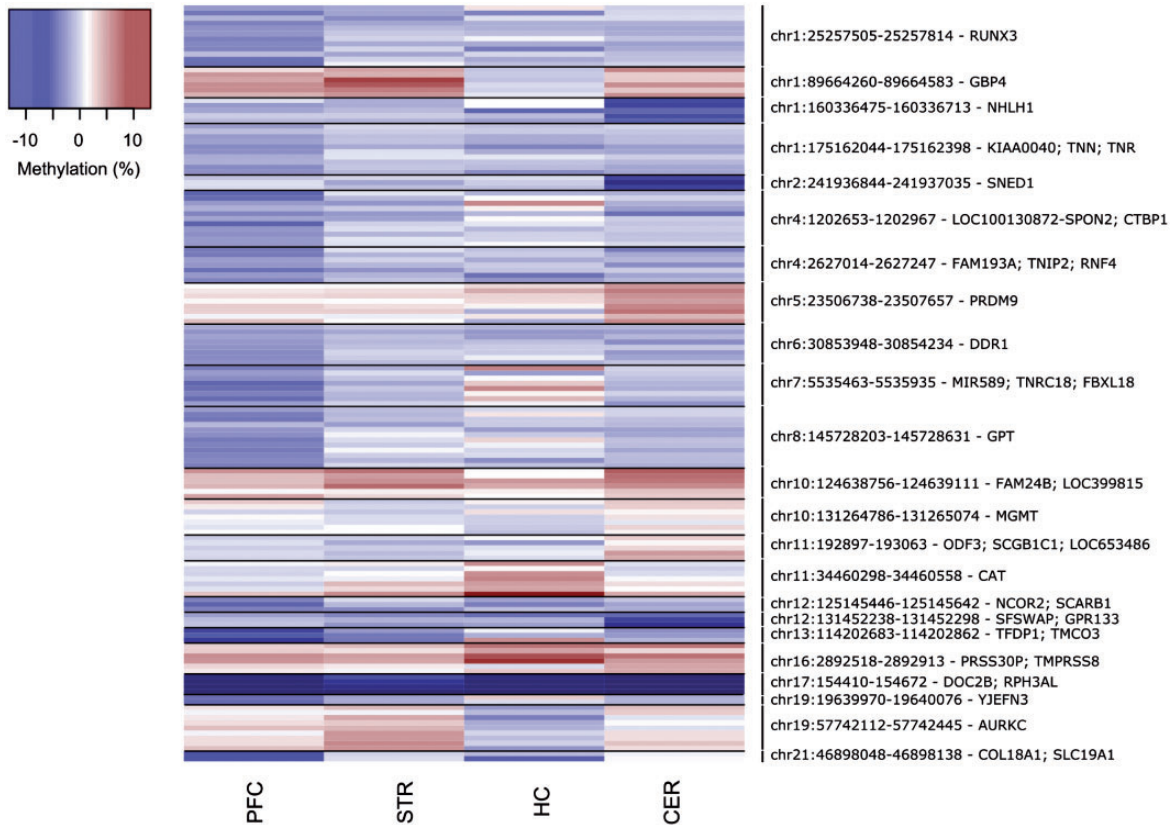 -10 0 10
Methylation (%)
chr1:25257505-25257814 - RUNX3
chr1:89664260-89664583 - GBP4
chr1:160336475-160336713 - NHLH1
chr1:175162044-175162398 - KIAA0040; TNN; TNR
chr2:241936844-241937035 - SNED1
chr4:1202653-1202967 - LOC100130872-SPON2; CTBP1
chr4:2627014-2627247 - FAM193A; TNIP2; RNF4
chr5:23506738-23507657 - PRDM9
chr6:30853948-30854234 - DDR1
chr7:5535463-5535935 - MIR589; TNRC18; FBXL18
chr8:145728203-145728631 - GPT
chr10:124638756-124639111 - FAM24B; LOC399815
chr10:131264786-131265074 - MGMT
chr11:192897-193063 - ODF3; SCGB1C1; LOC653486
chr11:34460298-34460558 - CAT
chr12:125145446-125145642 - NCOR2; SCARB1
chr12:131452238-131452298 - SFSWAP; GPR133
chr13:114202683-114202862 - TFDP1; TMCO3
chr16:2892518-2892913 - PRSS30P; TMPRSS8
chr17:154410-154672 - DOC2B; RPH3AL
chr19:19639970-19640076 - YJEFN3
chr19:57742112-57742445 - AURKC
chr21:46898048-46898138 - COL18A1; SLC19A1
PFC
STR
HC
CER